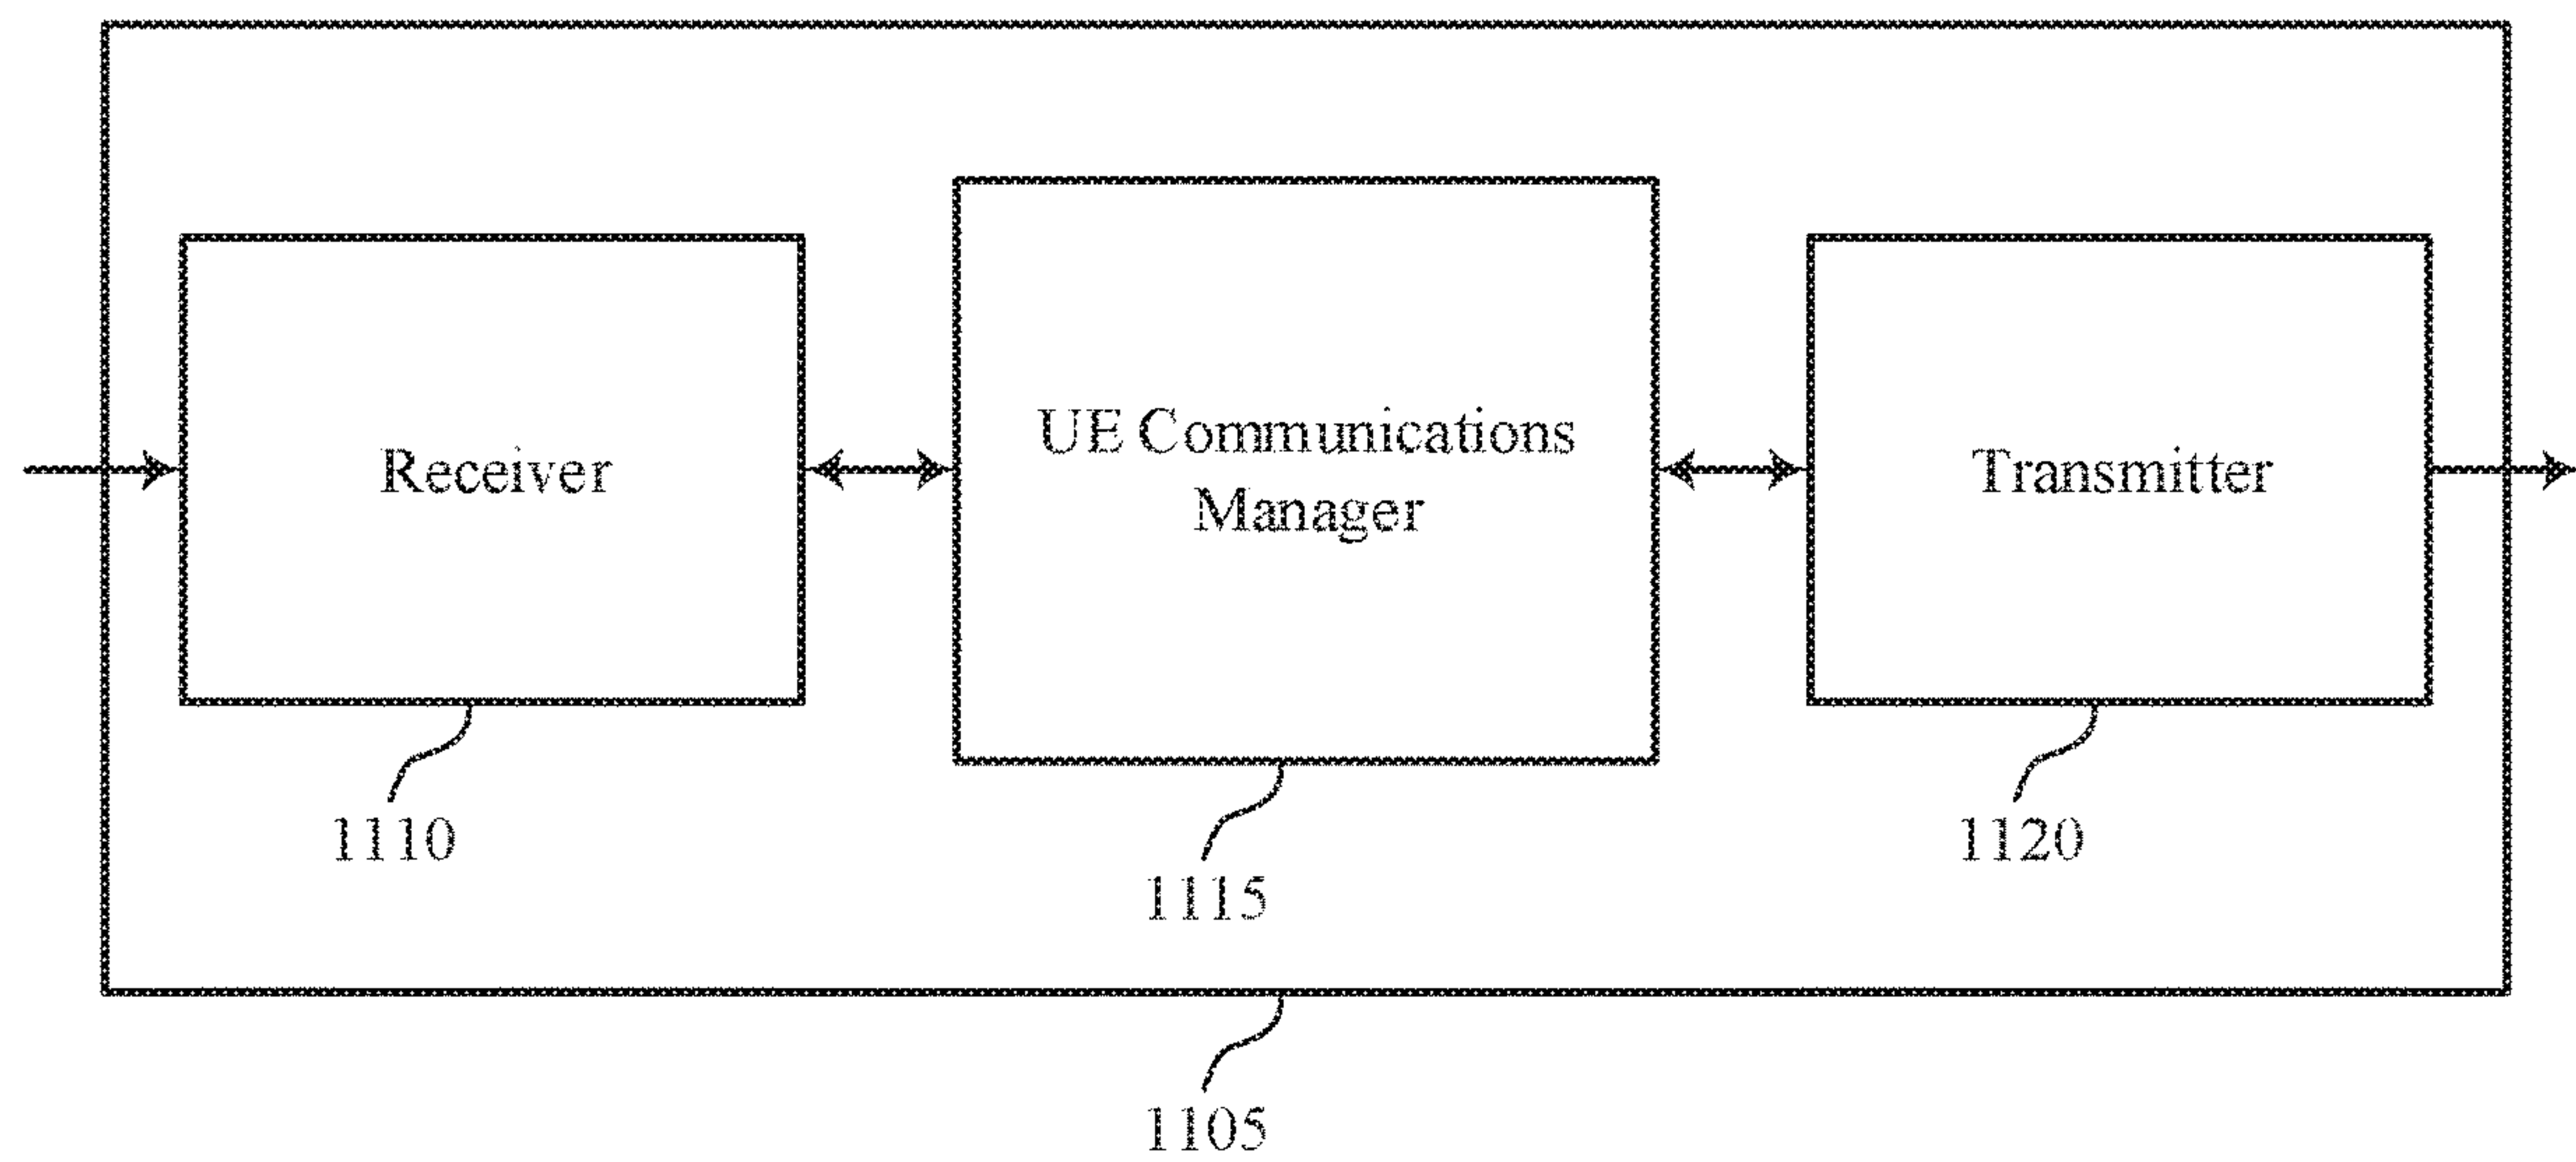 Receiver
UE Communications
Manager
Transmitter
1110
1115
1120
1105